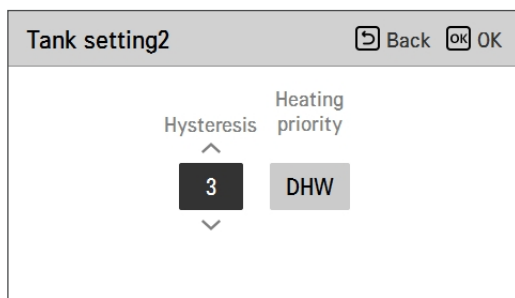 Tank setting2
Back OK OK
Heating
Hysteresis priority
3 DHW